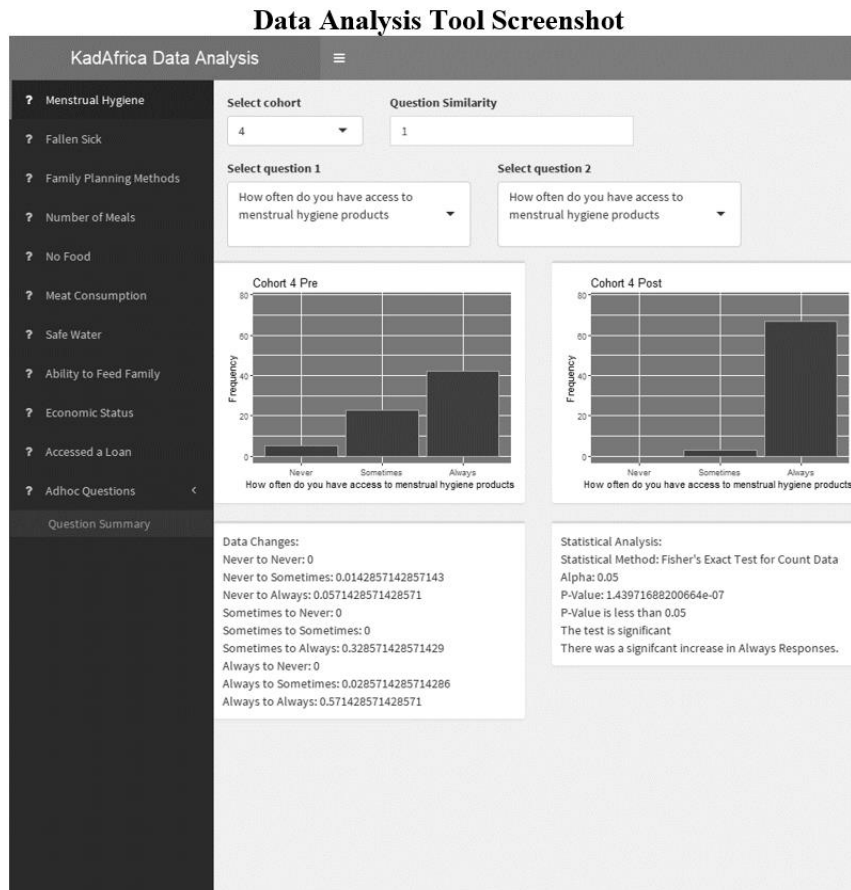 Data Analysis Tool Screenshot
KadAfrica Data Analysis
? Menstrual Hygiene
? Fallen Sick
? Family Planning Methods
? Number of Meals
? No Food
? Meat Consumption
? Safe Water
? Ability to Feed Family
? Economic Status
? Accessed a Loan
? Adhoc Questions <
Question Summary
Select cohort
4
Question Similarity
1
Select question 1
How often do you have access to
menstrual hygiene products
Select question 2
How often do you have access to
menstrual hygiene products
Cohort 4 Pre
80
60
40
20
0
Frequency
Never Sometimes Always
How often do you have access to menstrual hygiene products
Cohort 4 Post
80
60
40
20
0
Frequency
Never Sometimes Always
How often do you have access to menstrual hygiene products
Data Changes:
Never to Never: 0
Never to Sometimes: 0.0142857142857143
Never to Always: 0.0571428571428571
Sometimes to Never: 0
Sometimes to Sometimes: 0
Sometimes to Always: 0.328571428571429
Always to Never: 0
Always to Sometimes: 0.0285714285714286
Always to Always: 0.571428571428571
Statistical Analysis:
Statistical Method: Fisher's Exact Test for Count Data
Alpha: 0.05
P-Value: 1.43971688200664e-07
P-Value is less than 0.05
The test is significant
There was a signifcant increase in Always Responses.